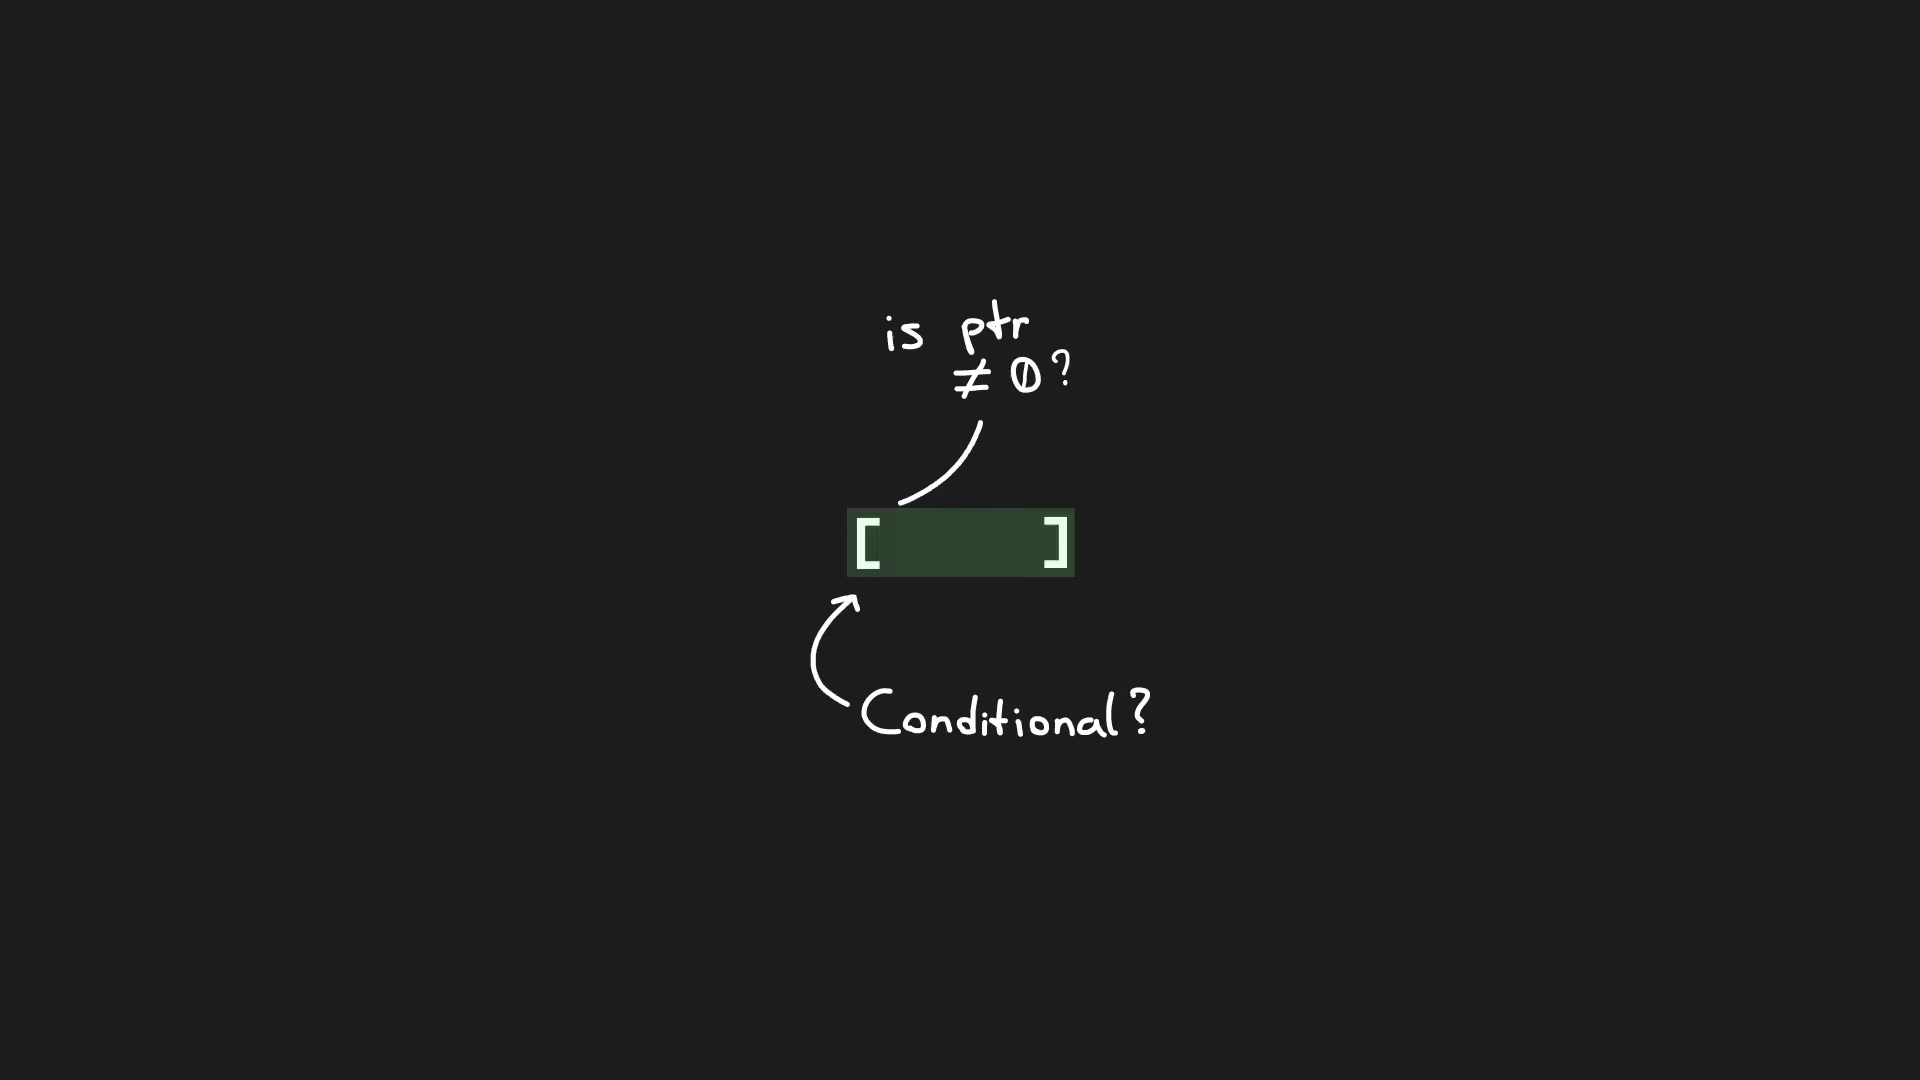 is ptr
≠ 0?
[ ]
Conditional?